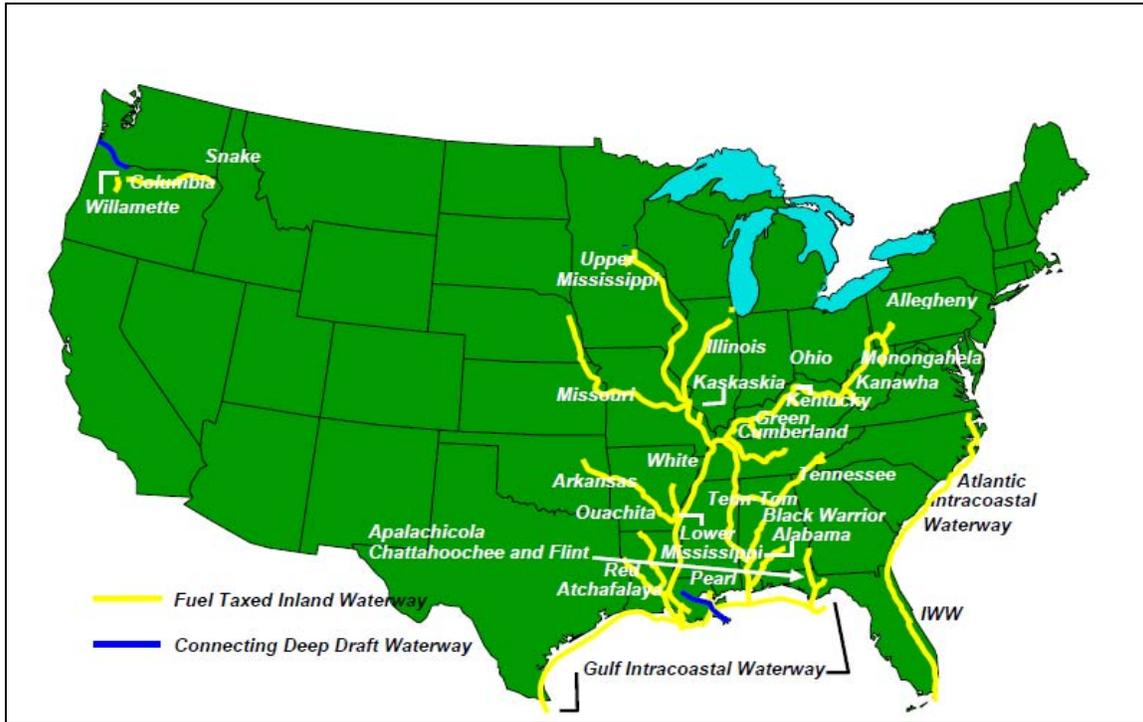 Snake
Columbia
Willamette
Upper
Mississippi
Allegheny
Illinois
Ohio
Monongahela
Missouri
Kaskaskia
Kanawha
Kentucky
Green
Cumberland
White
Arkansas
Tennessee
Atlantic
Intracoastal
Waterway
Ouachita
Tenn Tom
Black Warrior
Apalachicola
Chattahoochee and Flint
Lower
Mississippi
Alabama
Red
Pearl
Atchafalaya
Fuel Taxed Inland Waterway
IWW
Connecting Deep Draft Waterway
Gulf Intracoastal Waterway